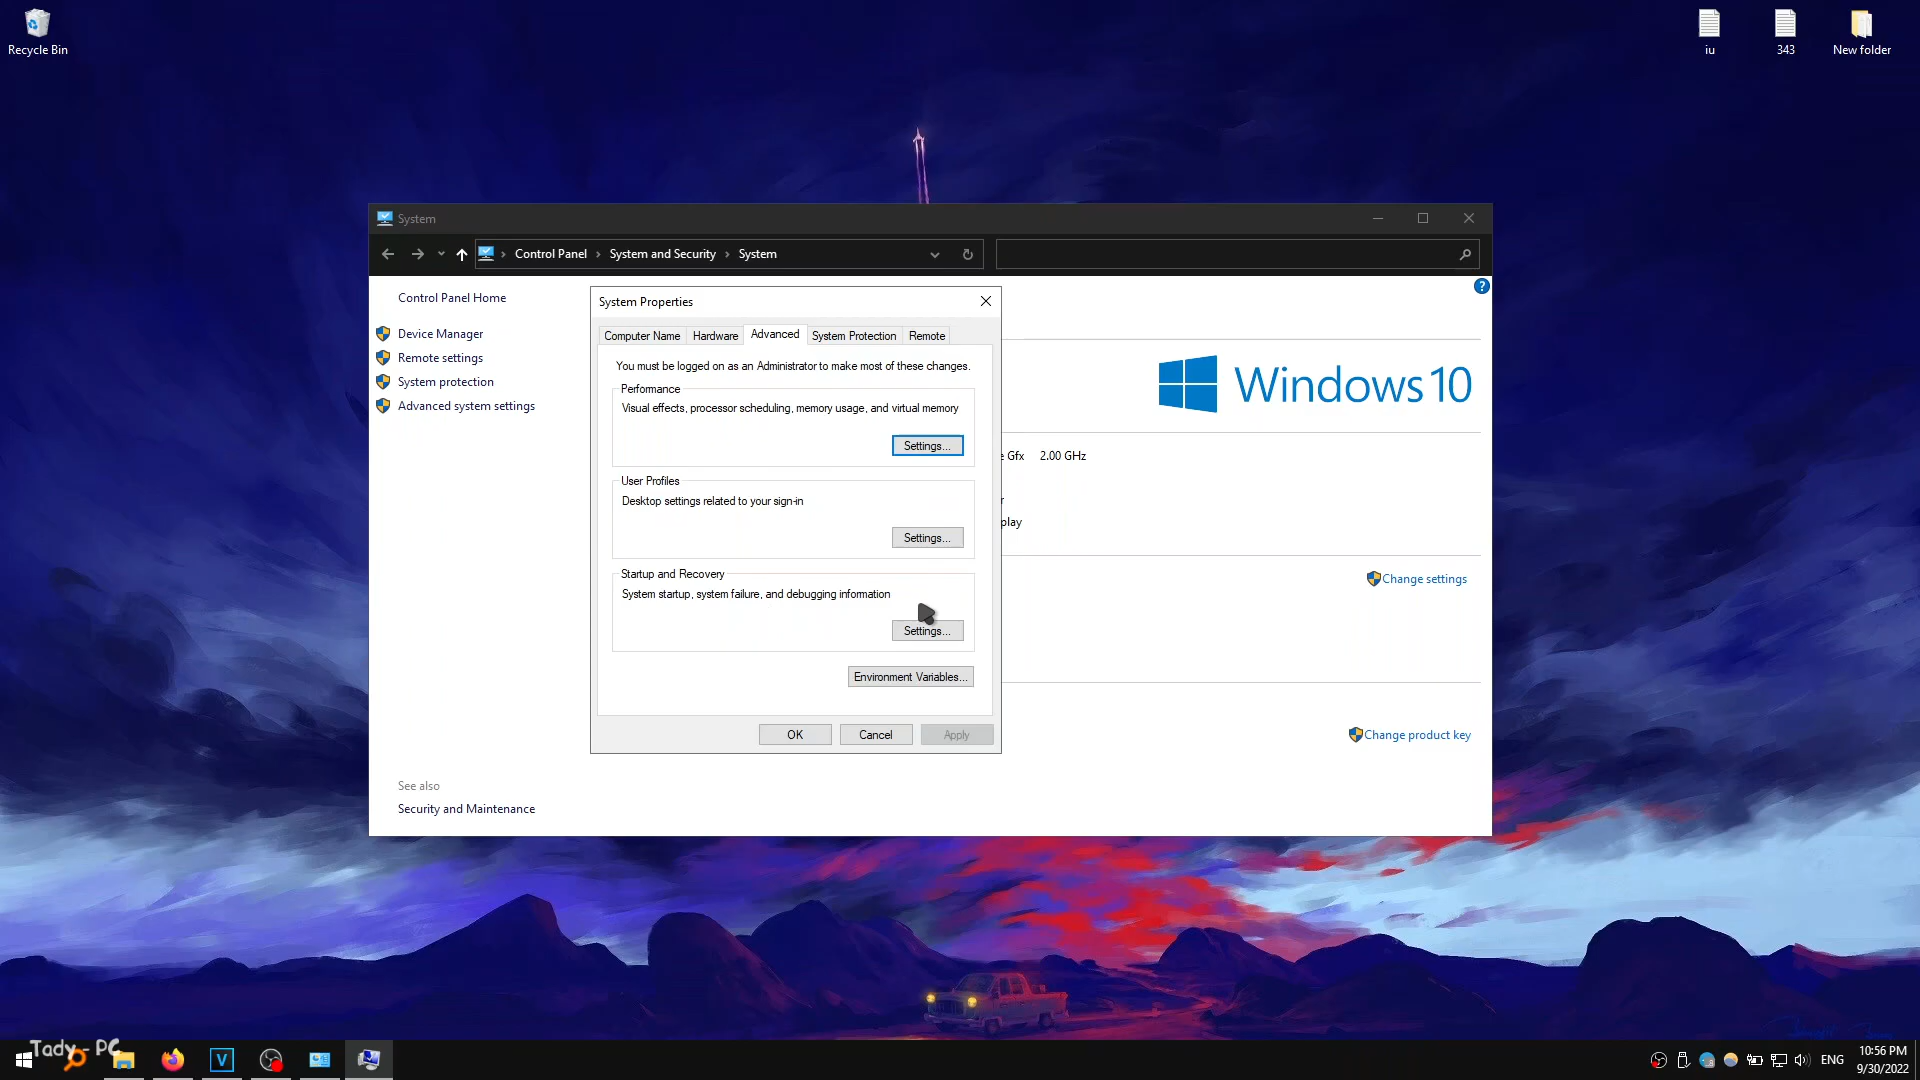 Recycle Bin
iu
343
New folder
System
Control Panel
System and Security
System
Control Panel Home
Device Manager
Remote settings
System protection
Advanced system settings
See also
Security and Maintenance
System Properties
Computer Name
Hardware
Advanced
System Protection
Remote
You must be logged on as an Administrator to make most of these changes.
Performance
Visual effects, processor scheduling, memory usage, and virtual memory
Settings...
User Profiles
Desktop settings related to your sign-in
Settings...
Startup and Recovery
System startup, system failure, and debugging information
Settings...
Environment Variables...
OK
Cancel
Apply
?
Windows 10
e Gfx 2.00 GHz
r
play
Change settings
Change product key
Tady - PC
V
ENG
10:56 PM
9/30/2022